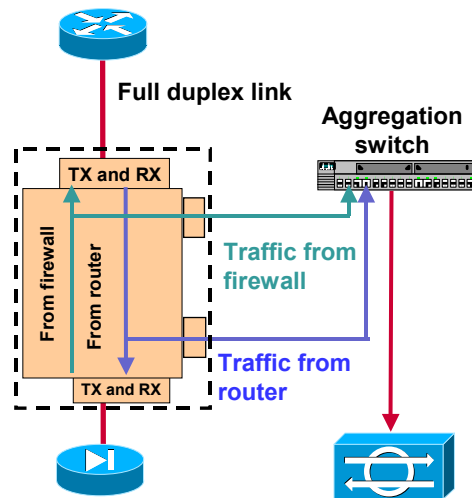 Full duplex link
Aggregation
switch
TX and RX
From firewall
From router
Traffic from
firewall
Traffic from
router
TX and RX